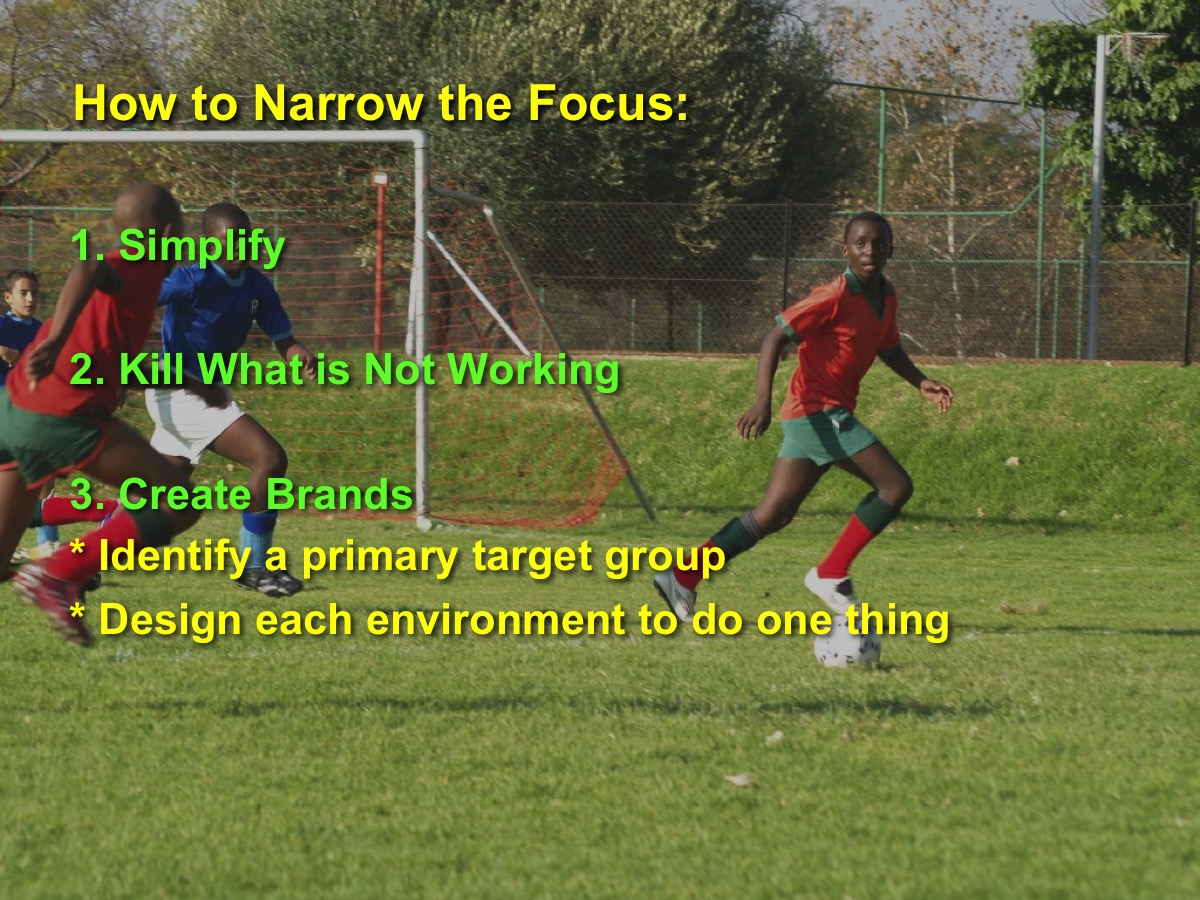 How to Narrow the Focus:
1. Simplify
2. Kill What is Not Working
3. Create Brands
* Identify a primary target group
* Design each environment to do one thing